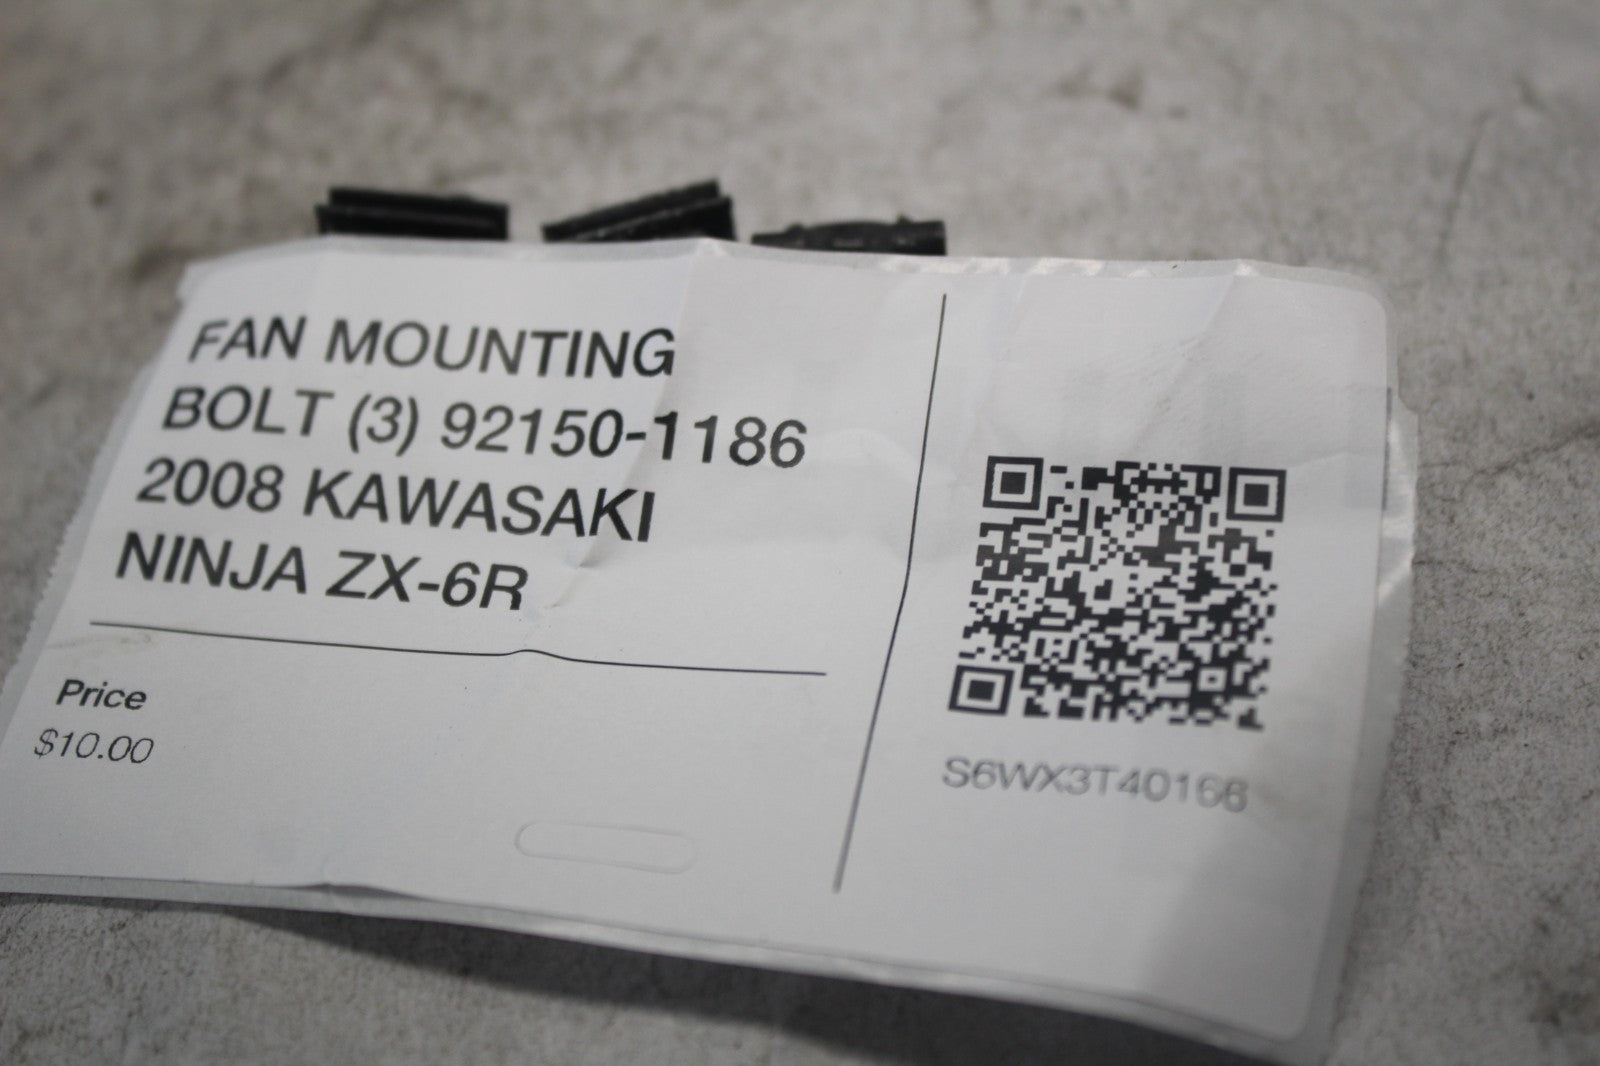 FAN MOUNTING
BOLT (3) 92150-1186
2008 KAWASAKI
NINJA ZX-6R
Price
$10.00
S6WX3T40166